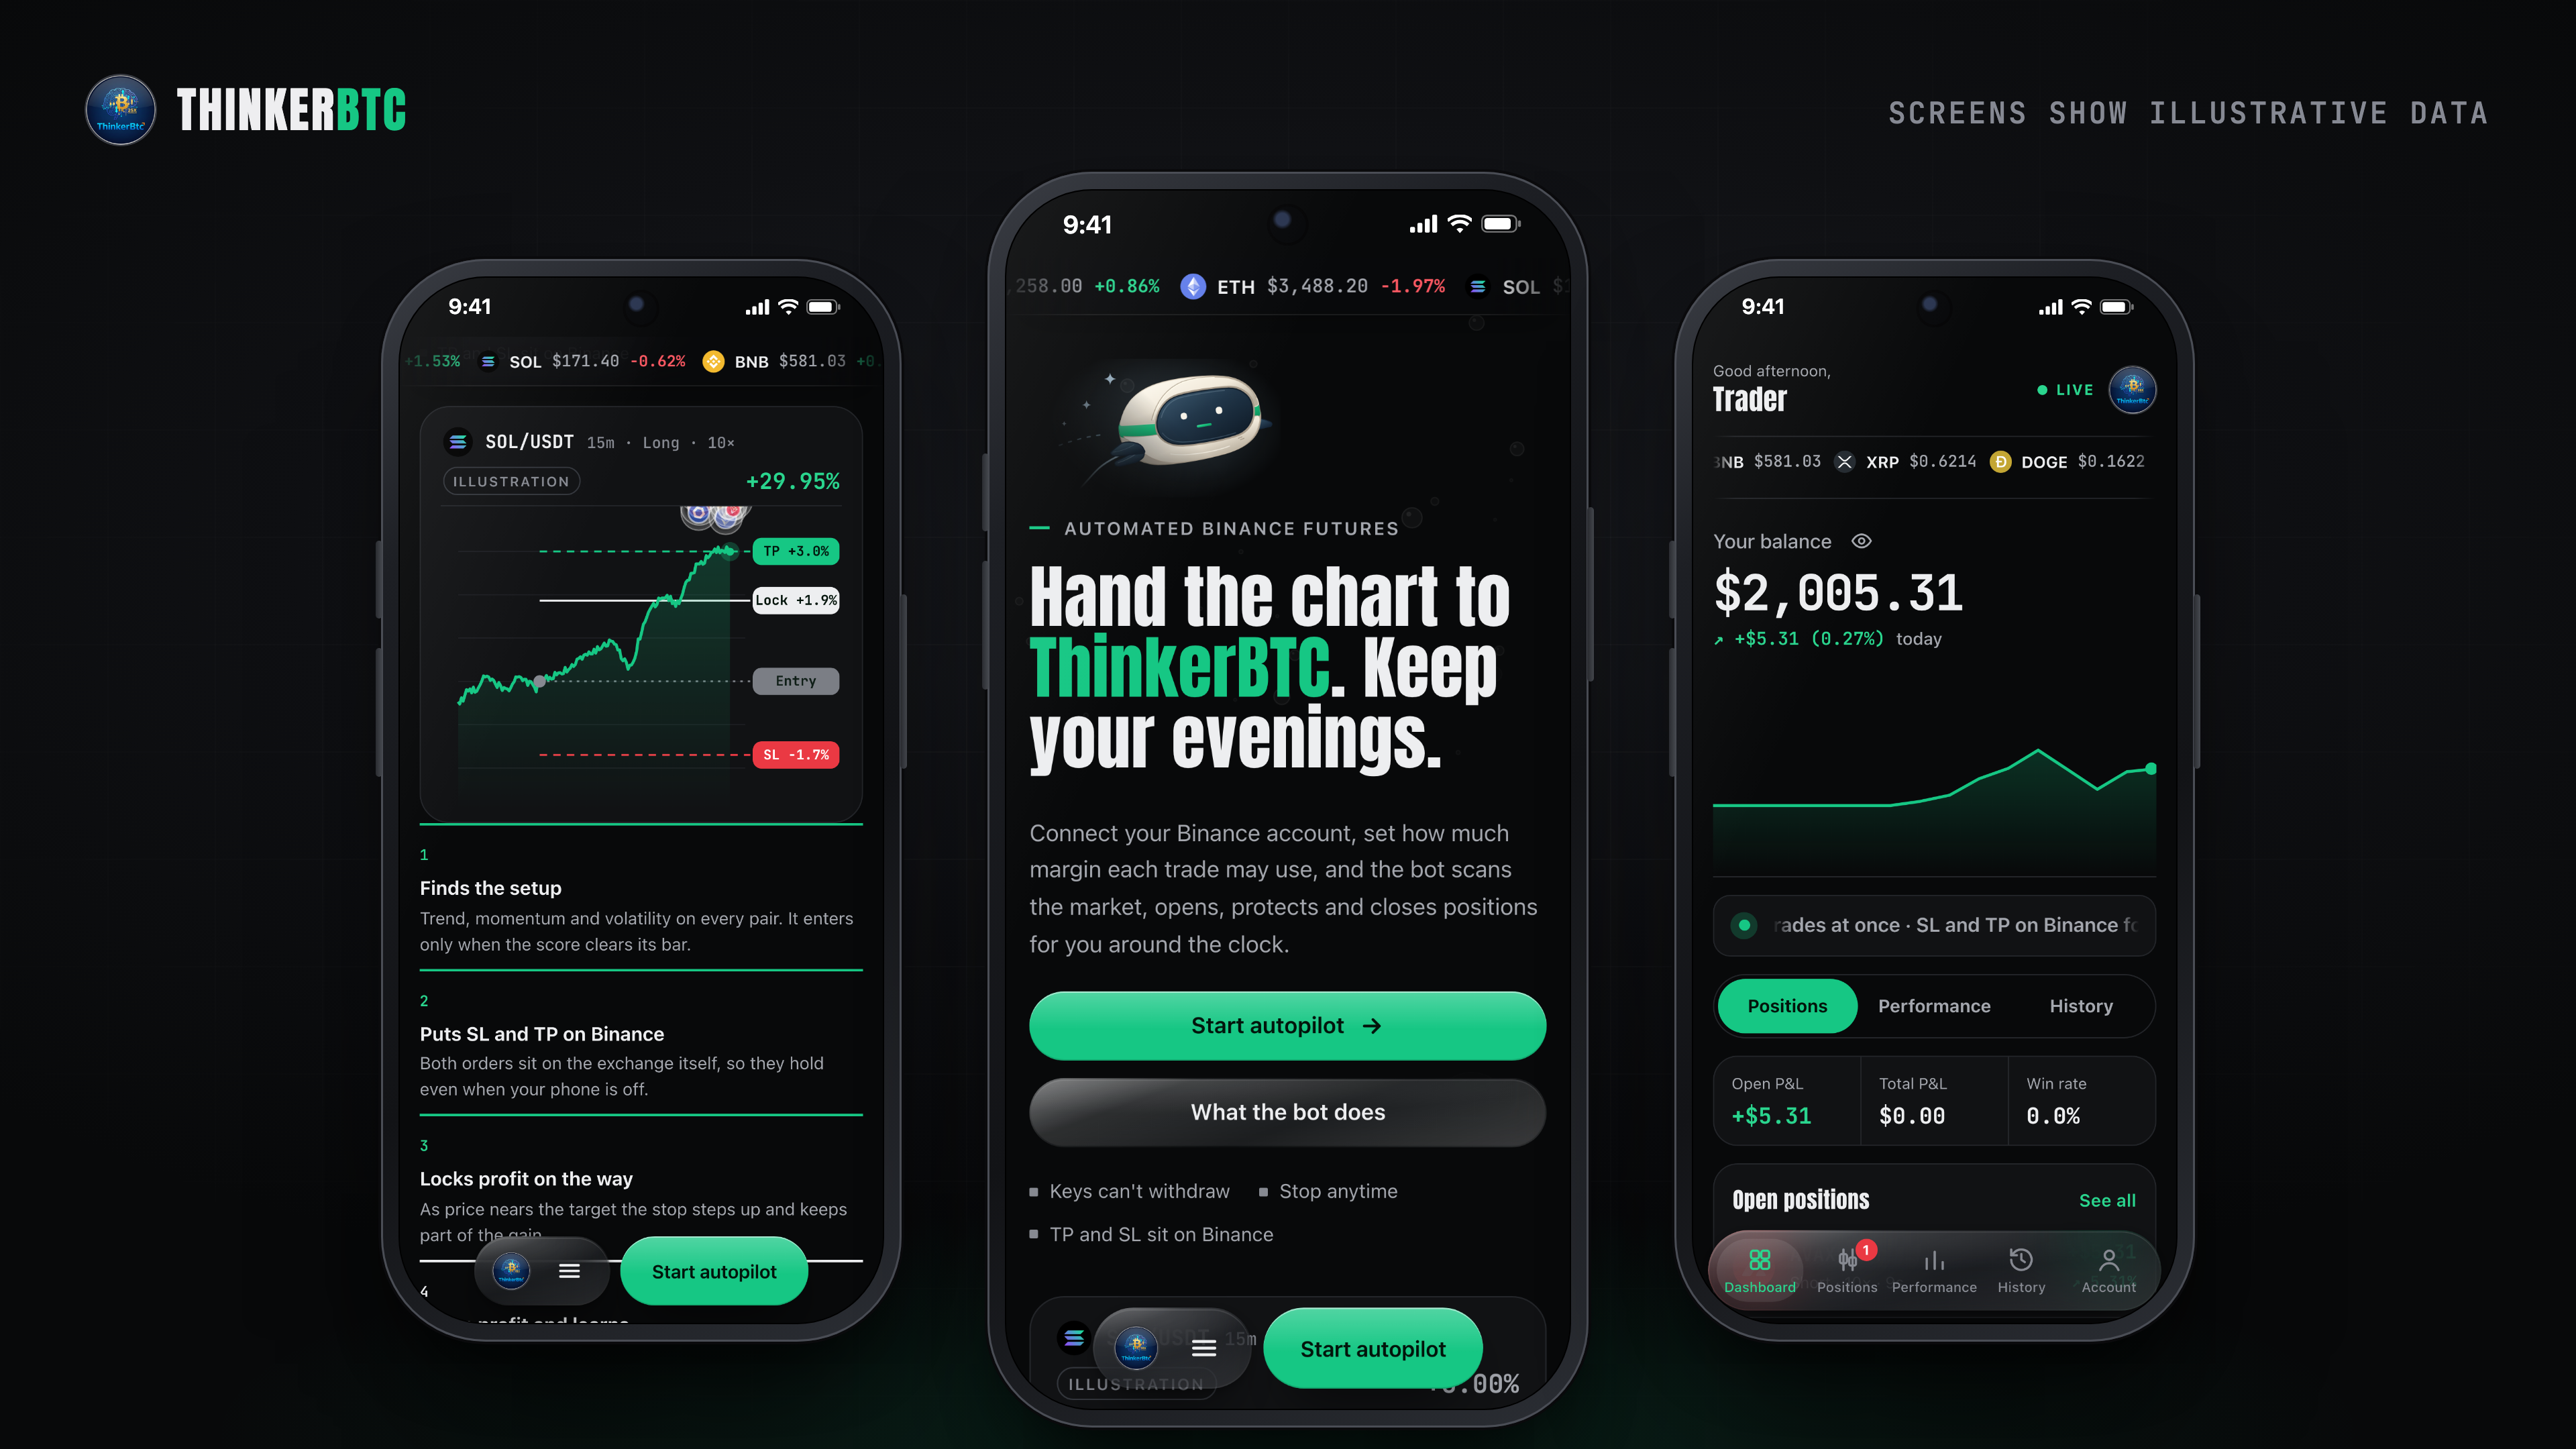 ThinkerBtc
THINKERBTC
SCREENS SHOW ILLUSTRATIVE DATA
9:41
+1.53% SOL $171.40 -0.62% BNB $581.03
SOL/USDT 15m · Long · 10×
ILLUSTRATION +29.95%
TP +3.0%
Lock +1.9%
Entry
SL -1.7%
1
Finds the setup
Trend, momentum and volatility on every pair. It enters
only when the score clears its bar.
2
Puts SL and TP on Binance
Both orders sit on the exchange itself, so they hold
even when your phone is off.
3
Locks profit on the way
As price nears the target the stop steps up and keeps
part of the gain
4
profit and learns
Start autopilot
9:41
258.00 +0.86% ETH $3,488.20 -1.97% SOL
AUTOMATED BINANCE FUTURES
Hand the chart to
ThinkerBTC. Keep
your evenings.
Connect your Binance account, set how much
margin each trade may use, and the bot scans
the market, opens, protects and closes positions
for you around the clock.
Start autopilot →
What the bot does
Keys can't withdraw
Stop anytime
TP and SL sit on Binance
15m
Start autopilot
ILLUSTRATION .00%
9:41
Good afternoon,
Trader
LIVE
ThinkerBtc
BNB $581.03 XRP $0.6214 DOGE $0.1622
Your balance
$2,005.31
↗ +$5.31 (0.27%) today
rades at once · SL and TP on Binance
Positions Performance History
Open P&L Total P&L Win rate
+$5.31 $0.00 0.0%
Open positions See all
1
Dashboard Positions Performance History Account